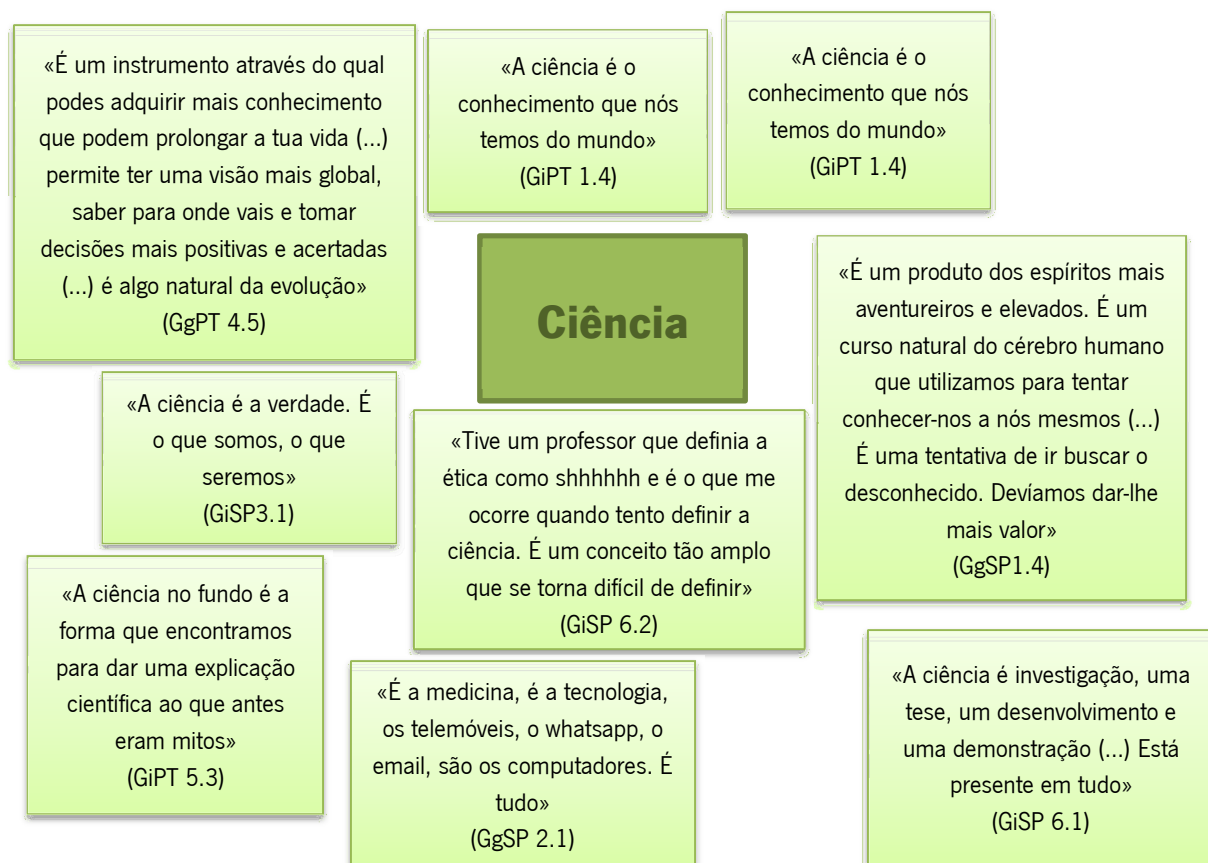 «É um instrumento através do qual
podes adquirir mais conhecimento
que podem prolongar a tua vida (...)
permite ter uma visão mais global,
saber para onde vais e tomar
decisões mais positivas e acertadas
(...) é algo natural da evolução»
(GgPT 4.5)
«A ciência é o
conhecimento que nós
temos do mundo»
(GiPT 1.4)
«A ciência é o
conhecimento que nós
temos do mundo»
(GiPT 1.4)
Ciência
«É um produto dos espíritos mais
aventureiros e elevados. É um
curso natural do cérebro humano
que utilizamos para tentar
conhecer-nos a nós mesmos (...)
É uma tentativa de ir buscar o
desconhecido. Devíamos dar-lhe
mais valor»
(GgSP1.4)
«A ciência é a verdade. É
o que somos, o que
seremos»
(GiSP3.1)
«Tive um professor que definia a
ética como shhhhhh e é o que me
ocorre quando tento definir a
ciência. É um conceito tão amplo
que se torna difícil de definir»
(GiSP 6.2)
«A ciência no fundo é a
forma que encontramos
para dar uma explicação
científica ao que antes
eram mitos»
(GiPT 5.3)
«É a medicina, é a tecnologia,
os telemóveis, o whatsapp, o
email, são os computadores. É
tudo»
(GgSP 2.1)
«A ciência é investigação, uma
tese, um desenvolvimento e
uma demonstração (...) Está
presente em tudo»
(GiSP 6.1)